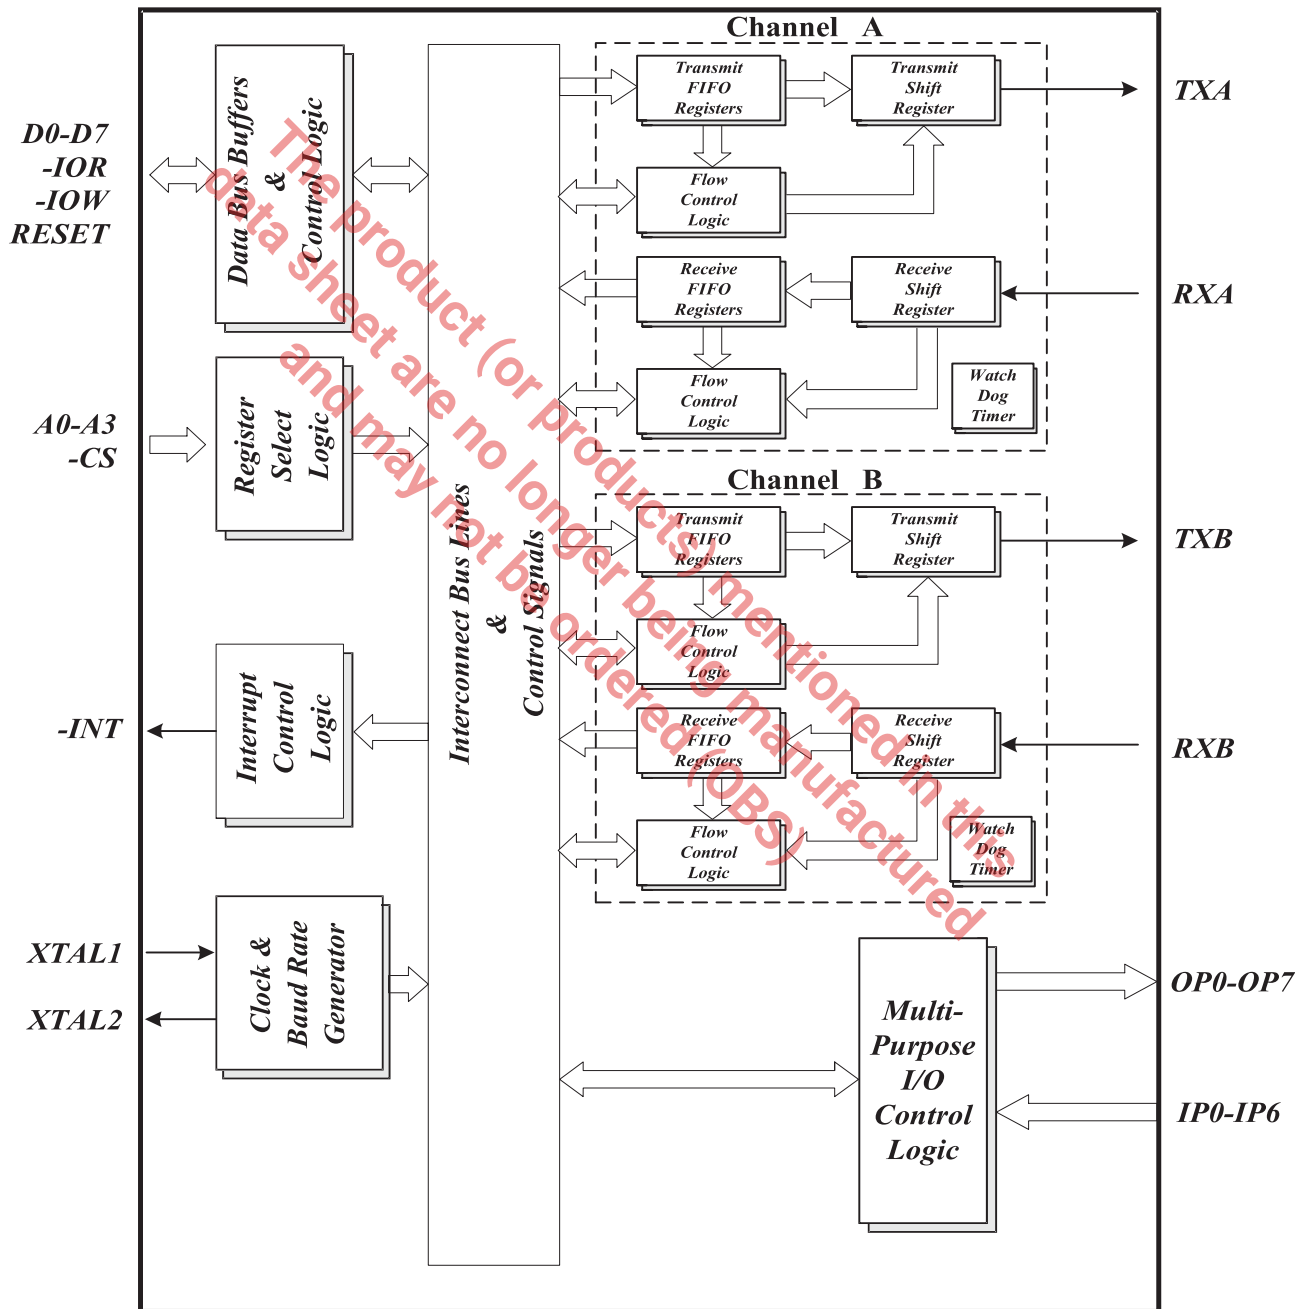 Channel A
D0-D7
-IOR
-IOW
RESET
Data Bus Buffers
&
Control Logic
A0-A3
-CS
Register
Select
Logic
-INT
Interrupt
Control
Logic
XTAL1
XTAL2
Clock &
Baud Rate
Generator
Interconnect Bus Lines
&
Control Signals
Transmit
FIFO
Registers
Transmit
Shift
Register
TXA
Flow
Control
Logic
Receive
FIFO
Registers
Receive
Shift
Register
RXA
Flow
Control
Logic
Watch
Dog
Timer
Channel B
Transmit
FIFO
Registers
Transmit
Shift
Register
TXB
Flow
Control
Logic
Receive
FIFO
Registers
Receive
Shift
Register
RXB
Flow
Control
Logic
Watch
Dog
Timer
Multi-
Purpose
I/O
Control
Logic
OP0-OP7
IP0-IP6
The product (or products) mentioned in this
data sheet are no longer being manufactured
and may not be ordered (OBS)